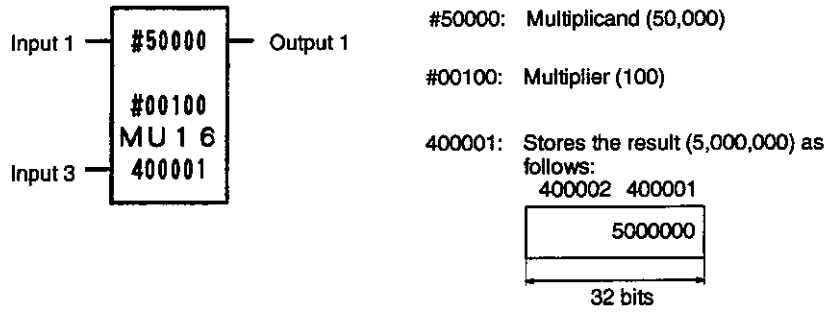 Input 1
#50000
Output 1
#00100
MU16
Input 3
400001
#50000: Multiplicand (50,000)
#00100: Multiplier (100)
400001: Stores the result (5,000,000) as
follows:
400002 400001
5000000
32 bits